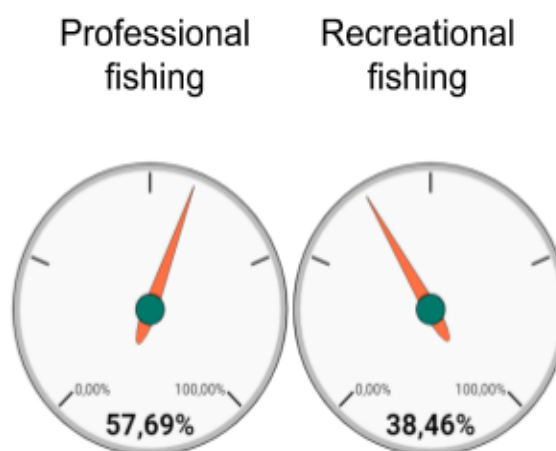 Professional
fishing
Recreational
fishing
0,00%
100,00%
57,69%
0,00%
100,00%
38,46%